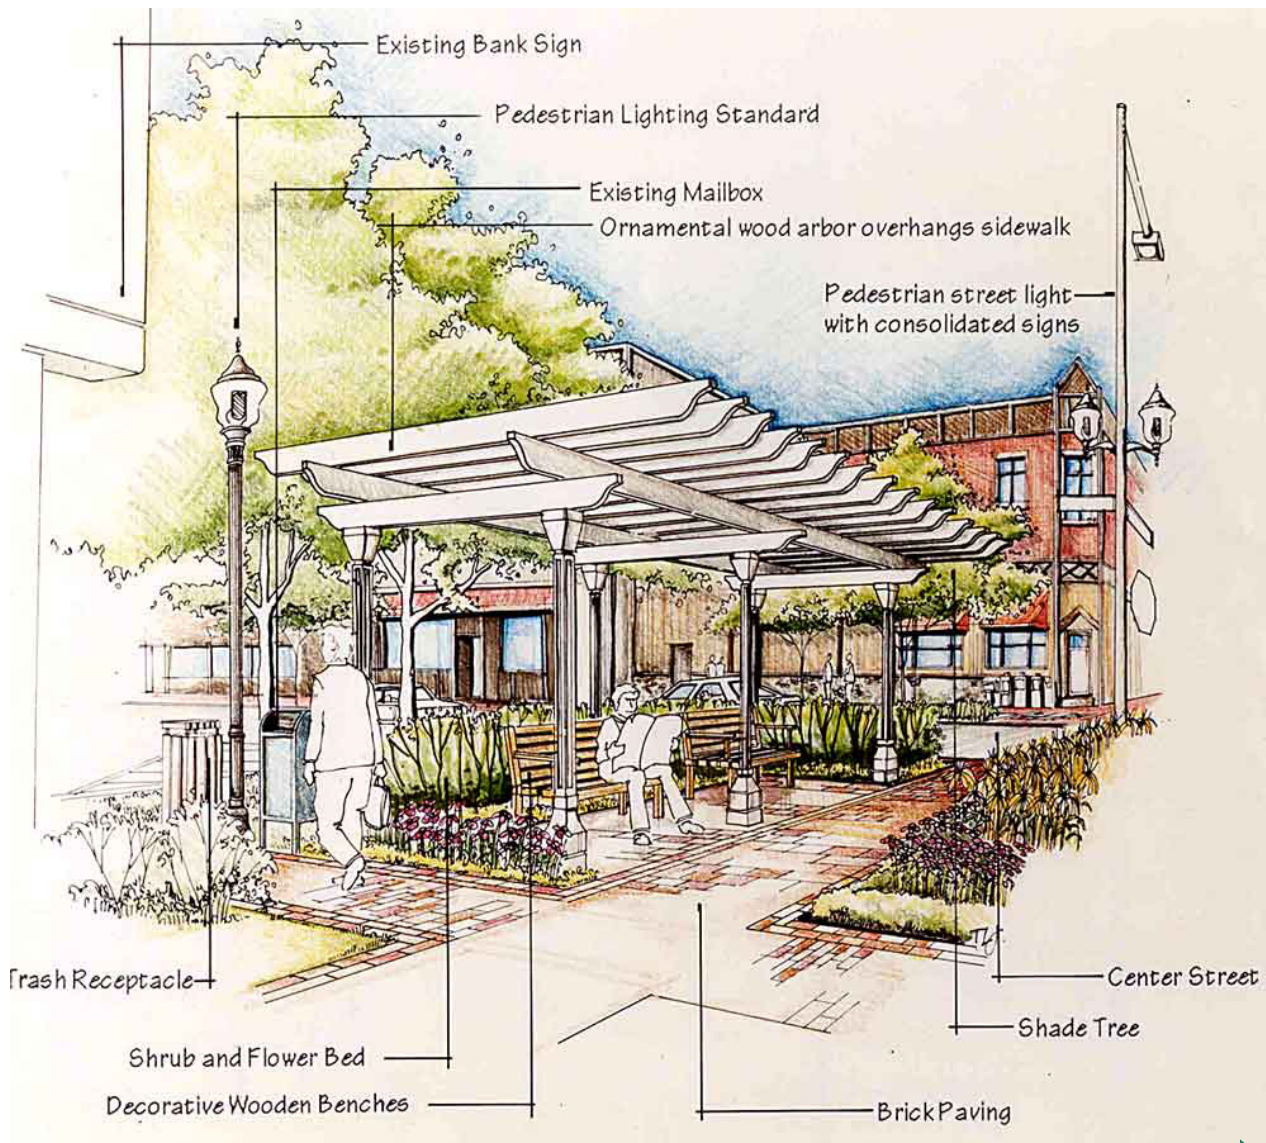 Existing Bank Sign
Pedestrian Lighting Standard
Existing Mailbox
Ornamental wood arbor overhangs sidewalk
Pedestrian street light
with consolidated signs
Trash Receptacle
Center Street
Shade Tree
Shrub and Flower Bed
Decorative Wooden Benches
Brick Paving